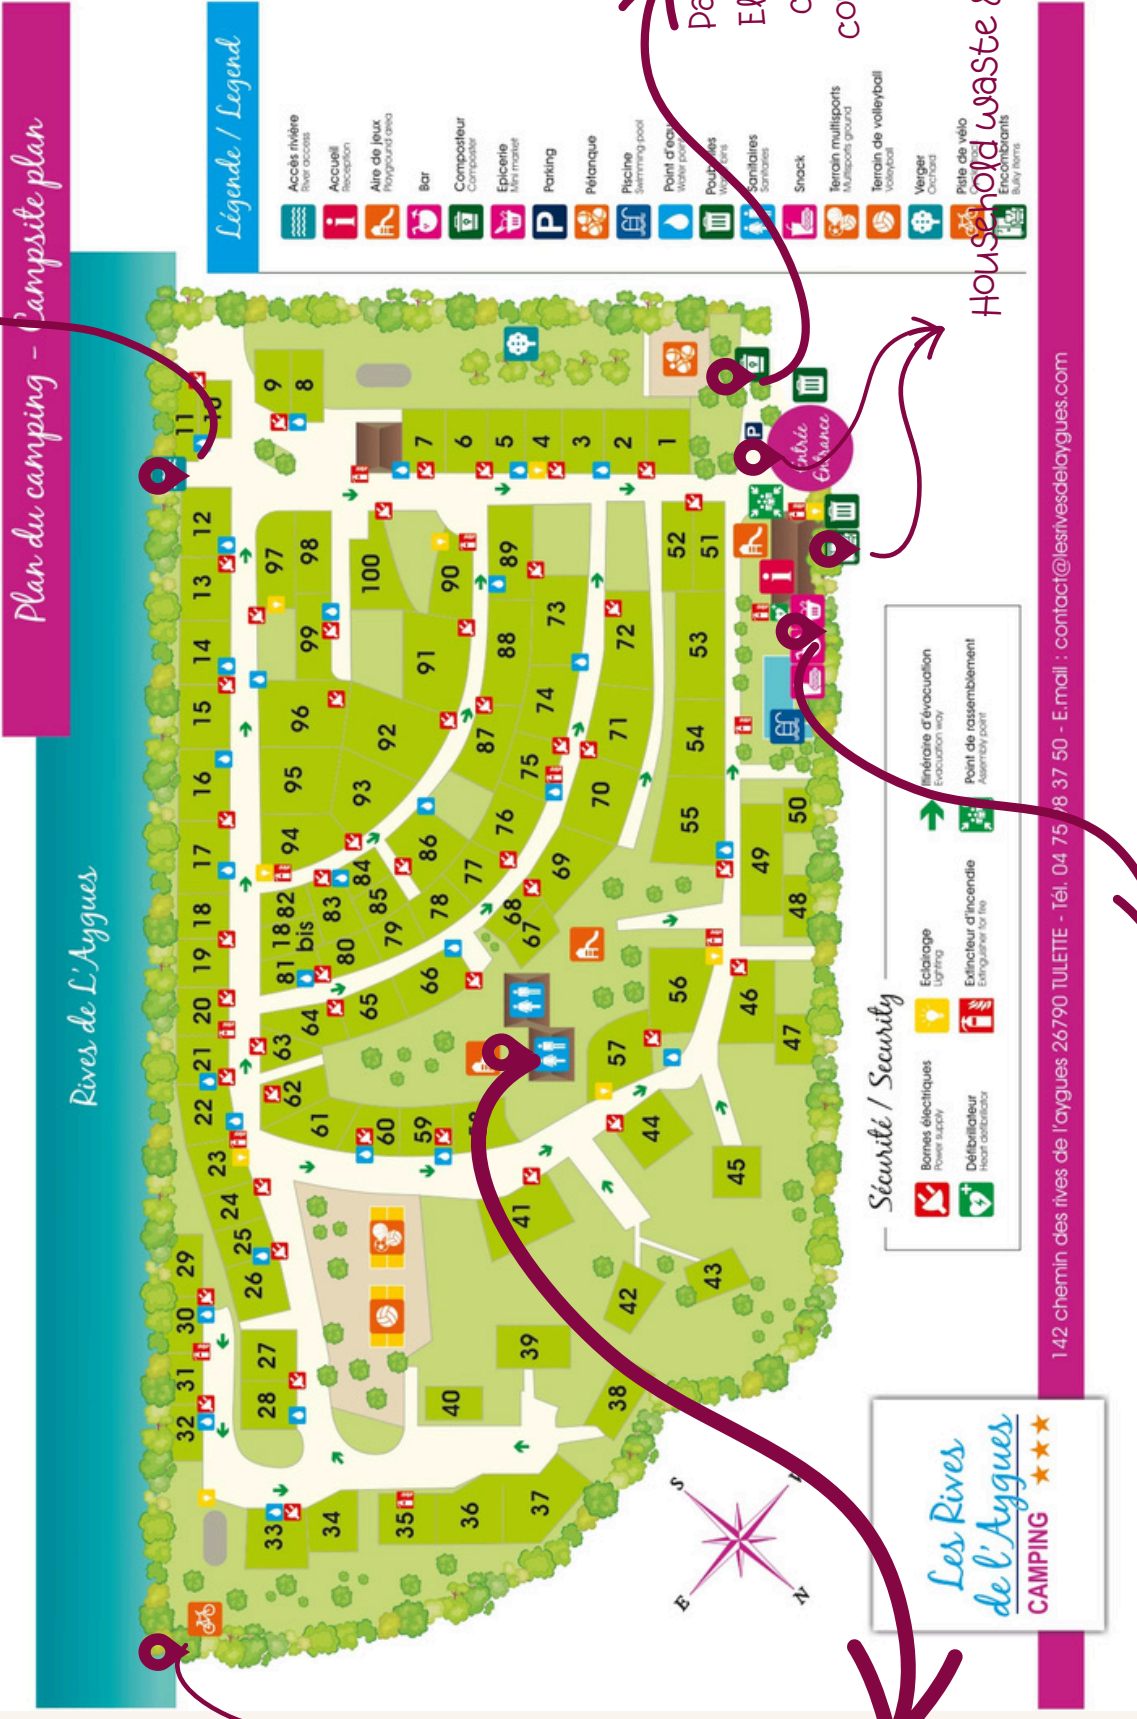 Plan du camping - Campsite plan
Rives de L'Aygues
Légende / Legend
Accès rivière
River access
Accueil
Reception
Aire de jeux
Playground area
Bar
Composteur
Composter
Epicerie
Mini market
Parking
Pétanque
Piscine
Swimming-pool
Point d'eau
Water point
Poubelles
Sanitaires
Sanitaries
Snack
Terrain multisports
Multisports ground
Terrain de volleyball
Volleyball
Verger
Orchard
Piste de vélo
Encombrants
Bulky items
Household waste &
Entrée
Entrance
P
P
i
i
11
10
9
8
7
6
5
4
3
2
1
12
13
14
15
16
17
18
19
20
21
22
23
24
25
26
27
28
29
30
31
32
33
34
35
36
37
38
39
40
41
42
43
44
45
46
47
48
49
50
51
52
53
54
55
56
57
59
60
61
62
63
64
65
66
67
68
69
70
71
72
73
74
75
76
77
78
79
80
81
18 bis
82
83
84
85
86
87
88
89
90
91
92
93
94
95
96
97
98
99
100
S
E
N
Sécurité / Security
Bornes électriques
Power supply
Eclairage
Lighting
Itinéraire d'évacuation
Evacuation way
Défibrillateur
Heart defibrillator
Extincteur d'incendie
Extinguisher for fire
Point de rassemblement
Assembly point
Les Rives
de l'Aygues
CAMPING ★★★
142 chemin des rives de l'aygues 26790 TULETTE - Tél. 04 75 98 37 50 - E.mail : contact@lesrivesdelaygues.com